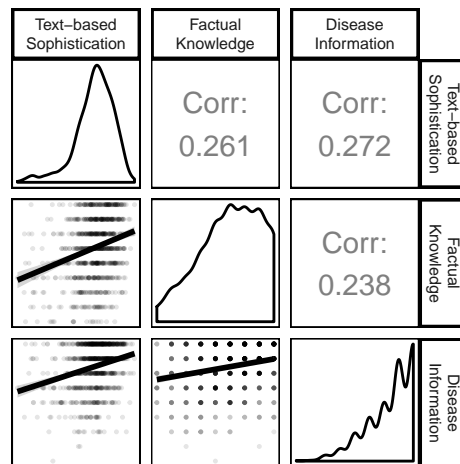 Text−based
Sophistication
Factual
Knowledge
Disease
Information
Corr:
0.261
Corr:
0.272
Text−based
Sophistication
Corr:
0.238
Factual
Knowledge
Disease
Information